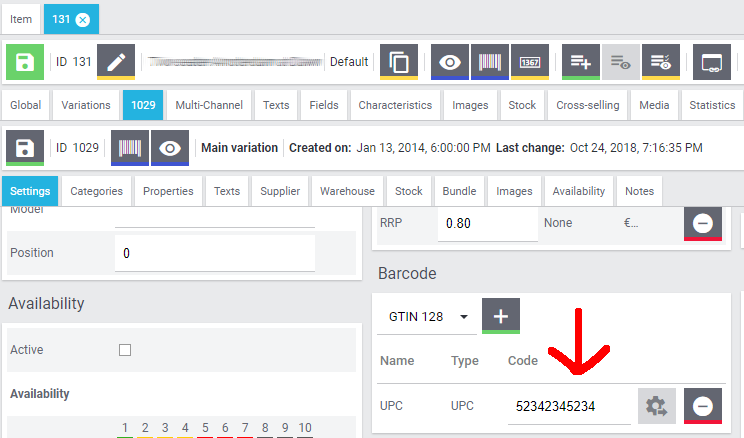 Item 131
ID 131 Default 1367
Global Variations 1029 Multi-Channel Texts Fields Characteristics Images Stock Cross-selling Media Statistics
ID 1029 Main variation Created on: Jan 13, 2014, 6:00:00 PM Last change: Oct 24, 2018, 7:16:35 PM
Settings Categories Properties Texts Supplier Warehouse Stock Bundle Images Availability Notes
Model
RRP 0.80 None €...
Position 0
Barcode
Availability
GTIN 128
Active
Name Type Code
Availability
UPC UPC 52342345234
1 2 3 4 5 6 7 8 9 10